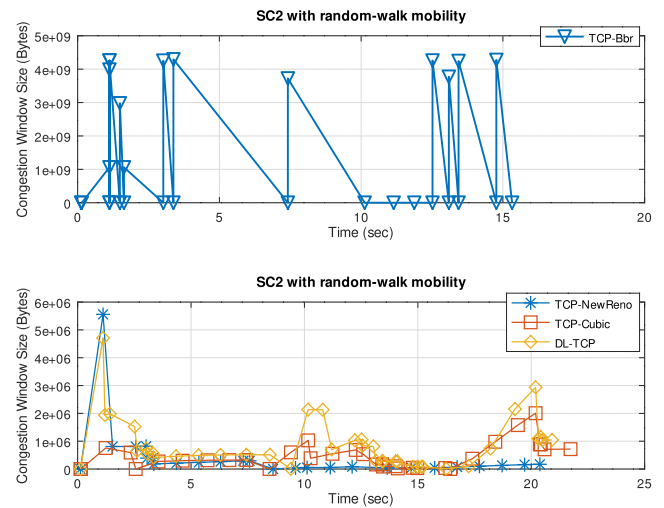 SC2 with random-walk mobility
Congestion Window Size (Bytes)
5e+09
4e+09
3e+09
2e+09
1e+09
0
TCP-Bbr
0 5 10 15 20
Time (sec)
SC2 with random-walk mobility
Congestion Window Size (Bytes)
6e+06
5e+06
4e+06
3e+06
2e+06
1e+06
0
TCP-NewReno
TCP-Cubic
DL-TCP
0 5 10 15 20 25
Time (sec)